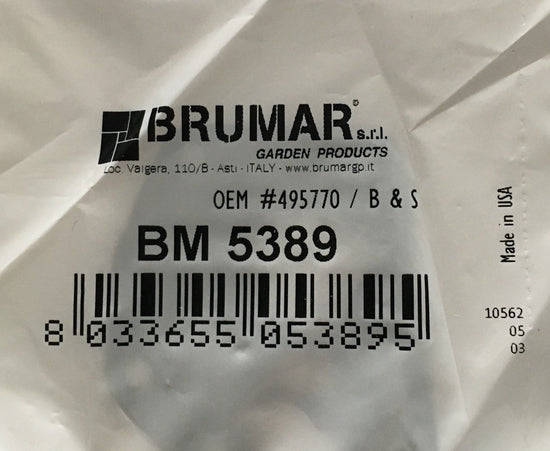 BRUMAR® s.r.l.
GARDEN PRODUCTS
Loc. Valgera, 110/B - Asti - ITALY - www.brumargp.it
OEM #495770 / B & S
BM 5389
8 033655 053895
Made in USA
10562
05
03